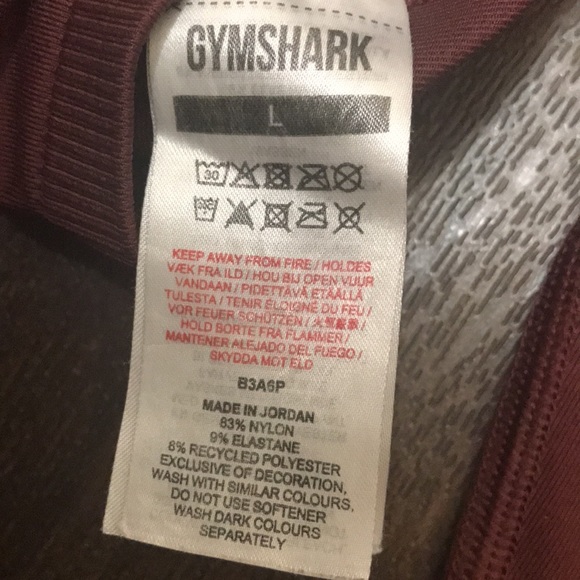 GYMSHARK
L
30
KEEP AWAY FROM FIRE / HOLDES
VÆK FRA ILD / HOU BIJ OPEN VUUR
VANDAAN / PIDETTÄVÄ ETÄÄLLÄ
TULESTA / TENIR ÉLOIGNÉ DU FEU /
VOR FEUER SCHÜTZEN / 火気厳禁 /
HOLD BORTE FRA FLAMMER /
MANTENER ALEJADO DEL FUEGO /
SKYDDA MOT ELD
B3A6P
MADE IN JORDAN
83% NYLON
9% ELASTANE
8% RECYCLED POLYESTER
EXCLUSIVE OF DECORATION,
WASH WITH SIMILAR COLOURS,
DO NOT USE SOFTENER
WASH DARK COLOURS
SEPARATELY